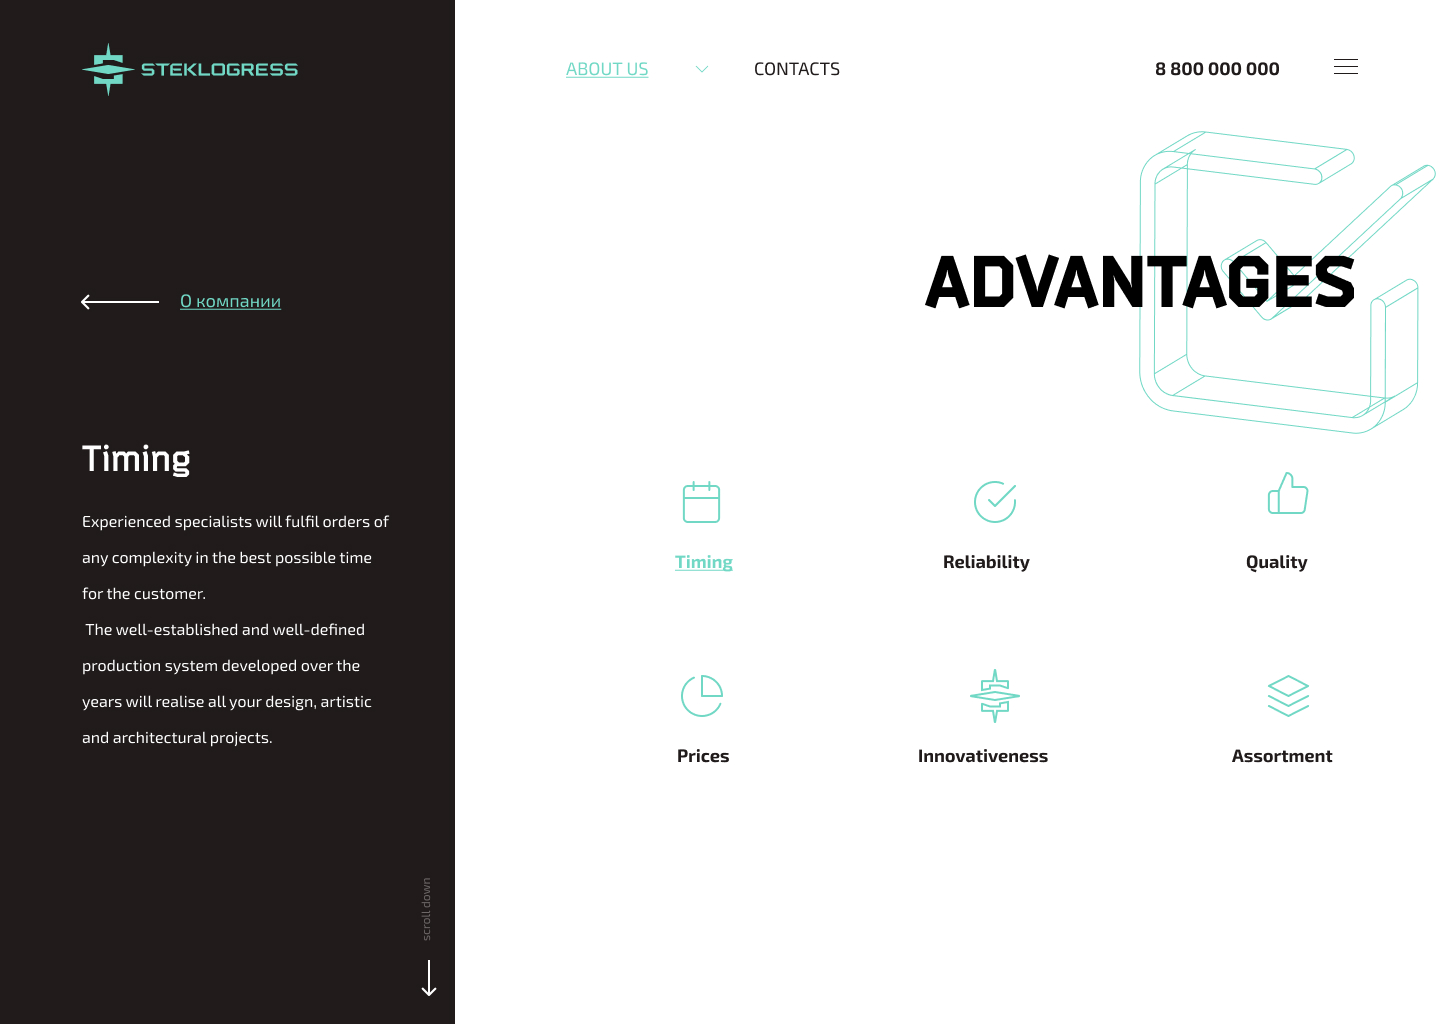 STEKLOGRESS
ABOUT US
CONTACTS
8 800 000 000
О компании
ADVANTAGES
Timing
Experienced specialists will fulfil orders of
any complexity in the best possible time
for the customer.
The well-established and well-defined
production system developed over the
years will realise all your design, artistic
and architectural projects.
Timing
Reliability
Quality
Prices
Innovativeness
Assortment
scroll down